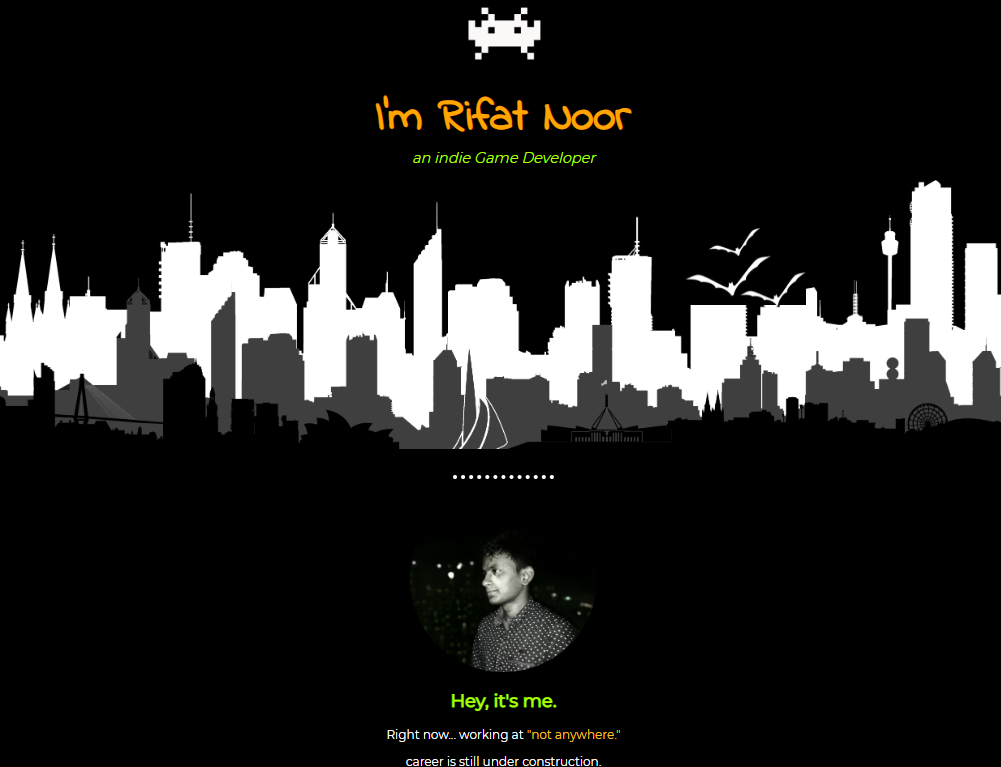 I'm Rifat Noor
an indie Game Developer
Hey, it's me.
Right now... working at "not anywhere."
career is still under construction.